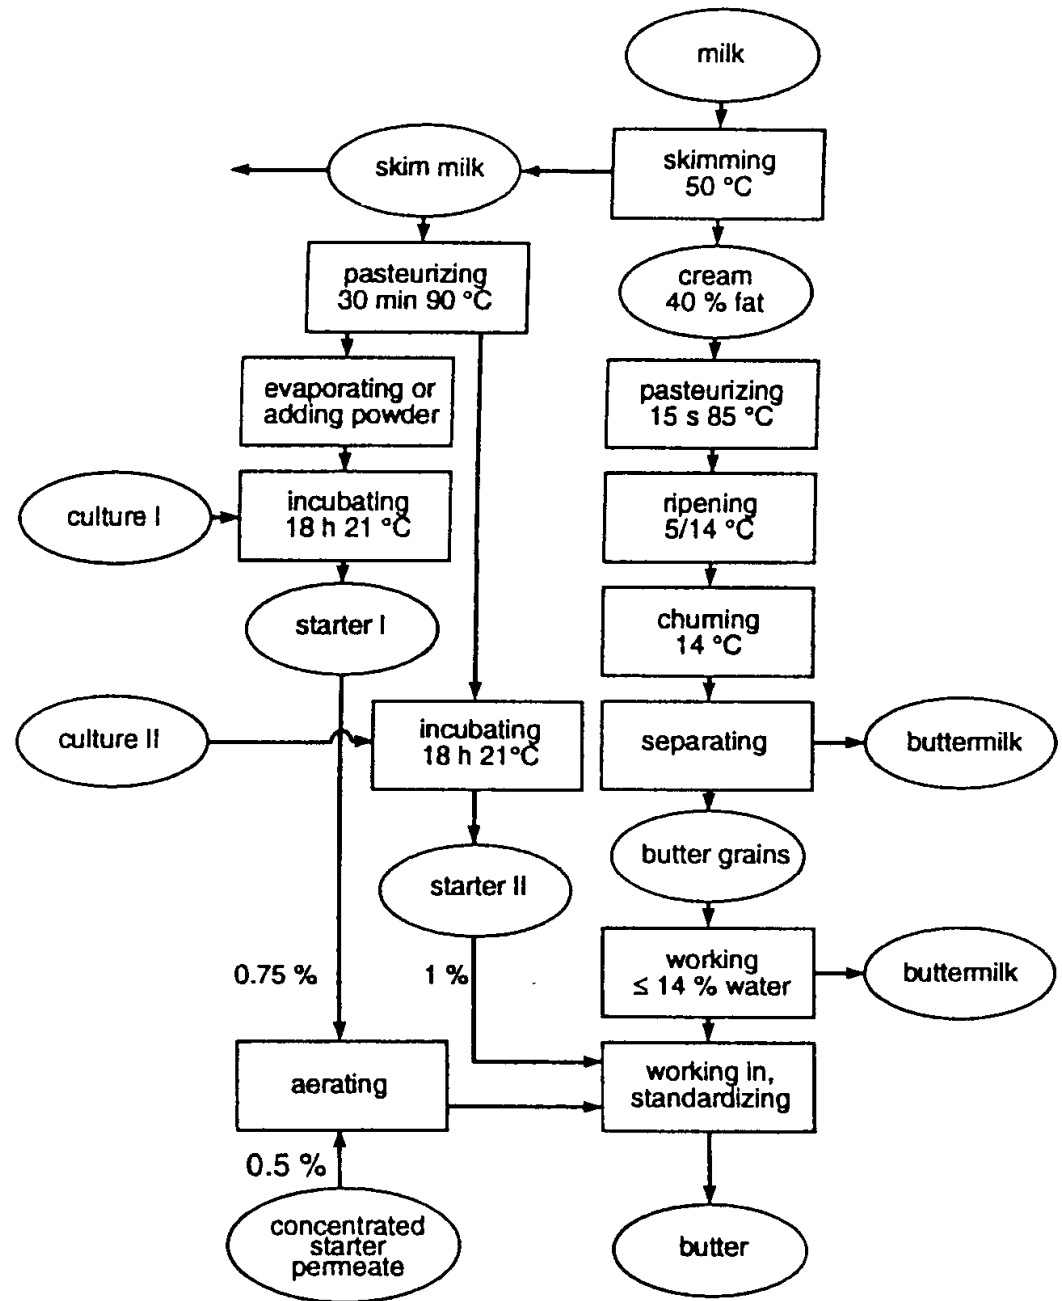 milk
skimming
50 °C
skim milk
pasteurizing
30 min 90 °C
cream
40 % fat
evaporating or
adding powder
pasteurizing
15 s 85 °C
culture I
incubating
18 h 21 °C
ripening
5/14 °C
starter I
churning
14 °C
culture II
incubating
18 h 21°C
separating
buttermilk
starter II
butter grains
0.75 %
1 %
working
≤ 14 % water
buttermilk
aerating
working in,
standardizing
0.5 %
concentrated
starter
permeate
butter